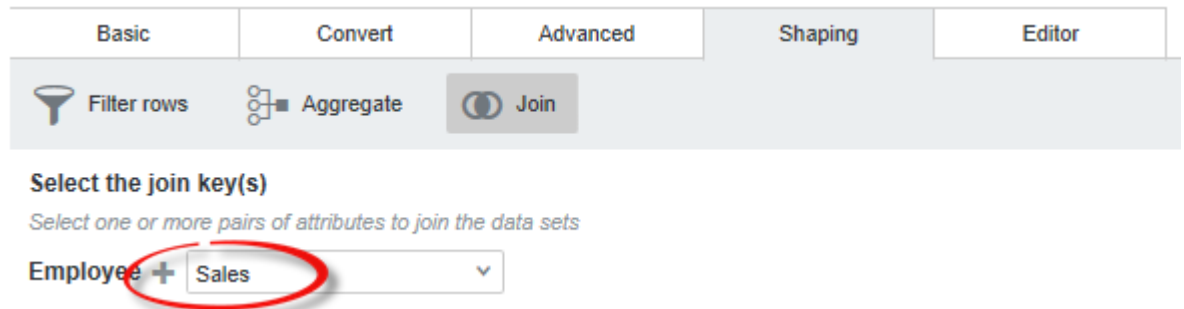 Basic Convert Advanced Shaping Editor
Filter rows Aggregate Join
Select the join key(s)
Select one or more pairs of attributes to join the data sets
Employee + Sales